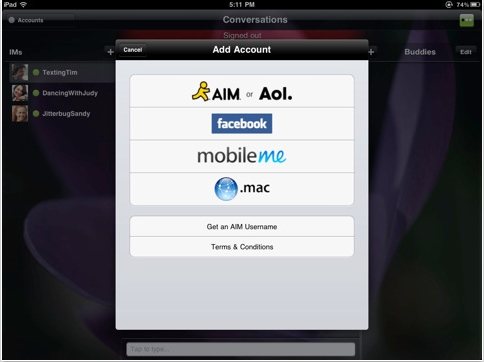 iPad 5:11 PM 74%
Accounts Conversations
Signed out
IMs + + Buddies Edit
Cancel Add Account
TextingTim
DancingWithJudy
JitterbugSandy
AIM. or Aol.
facebook
mobileme
.mac
Get an AIM Username
Terms & Conditions
Tap to type...